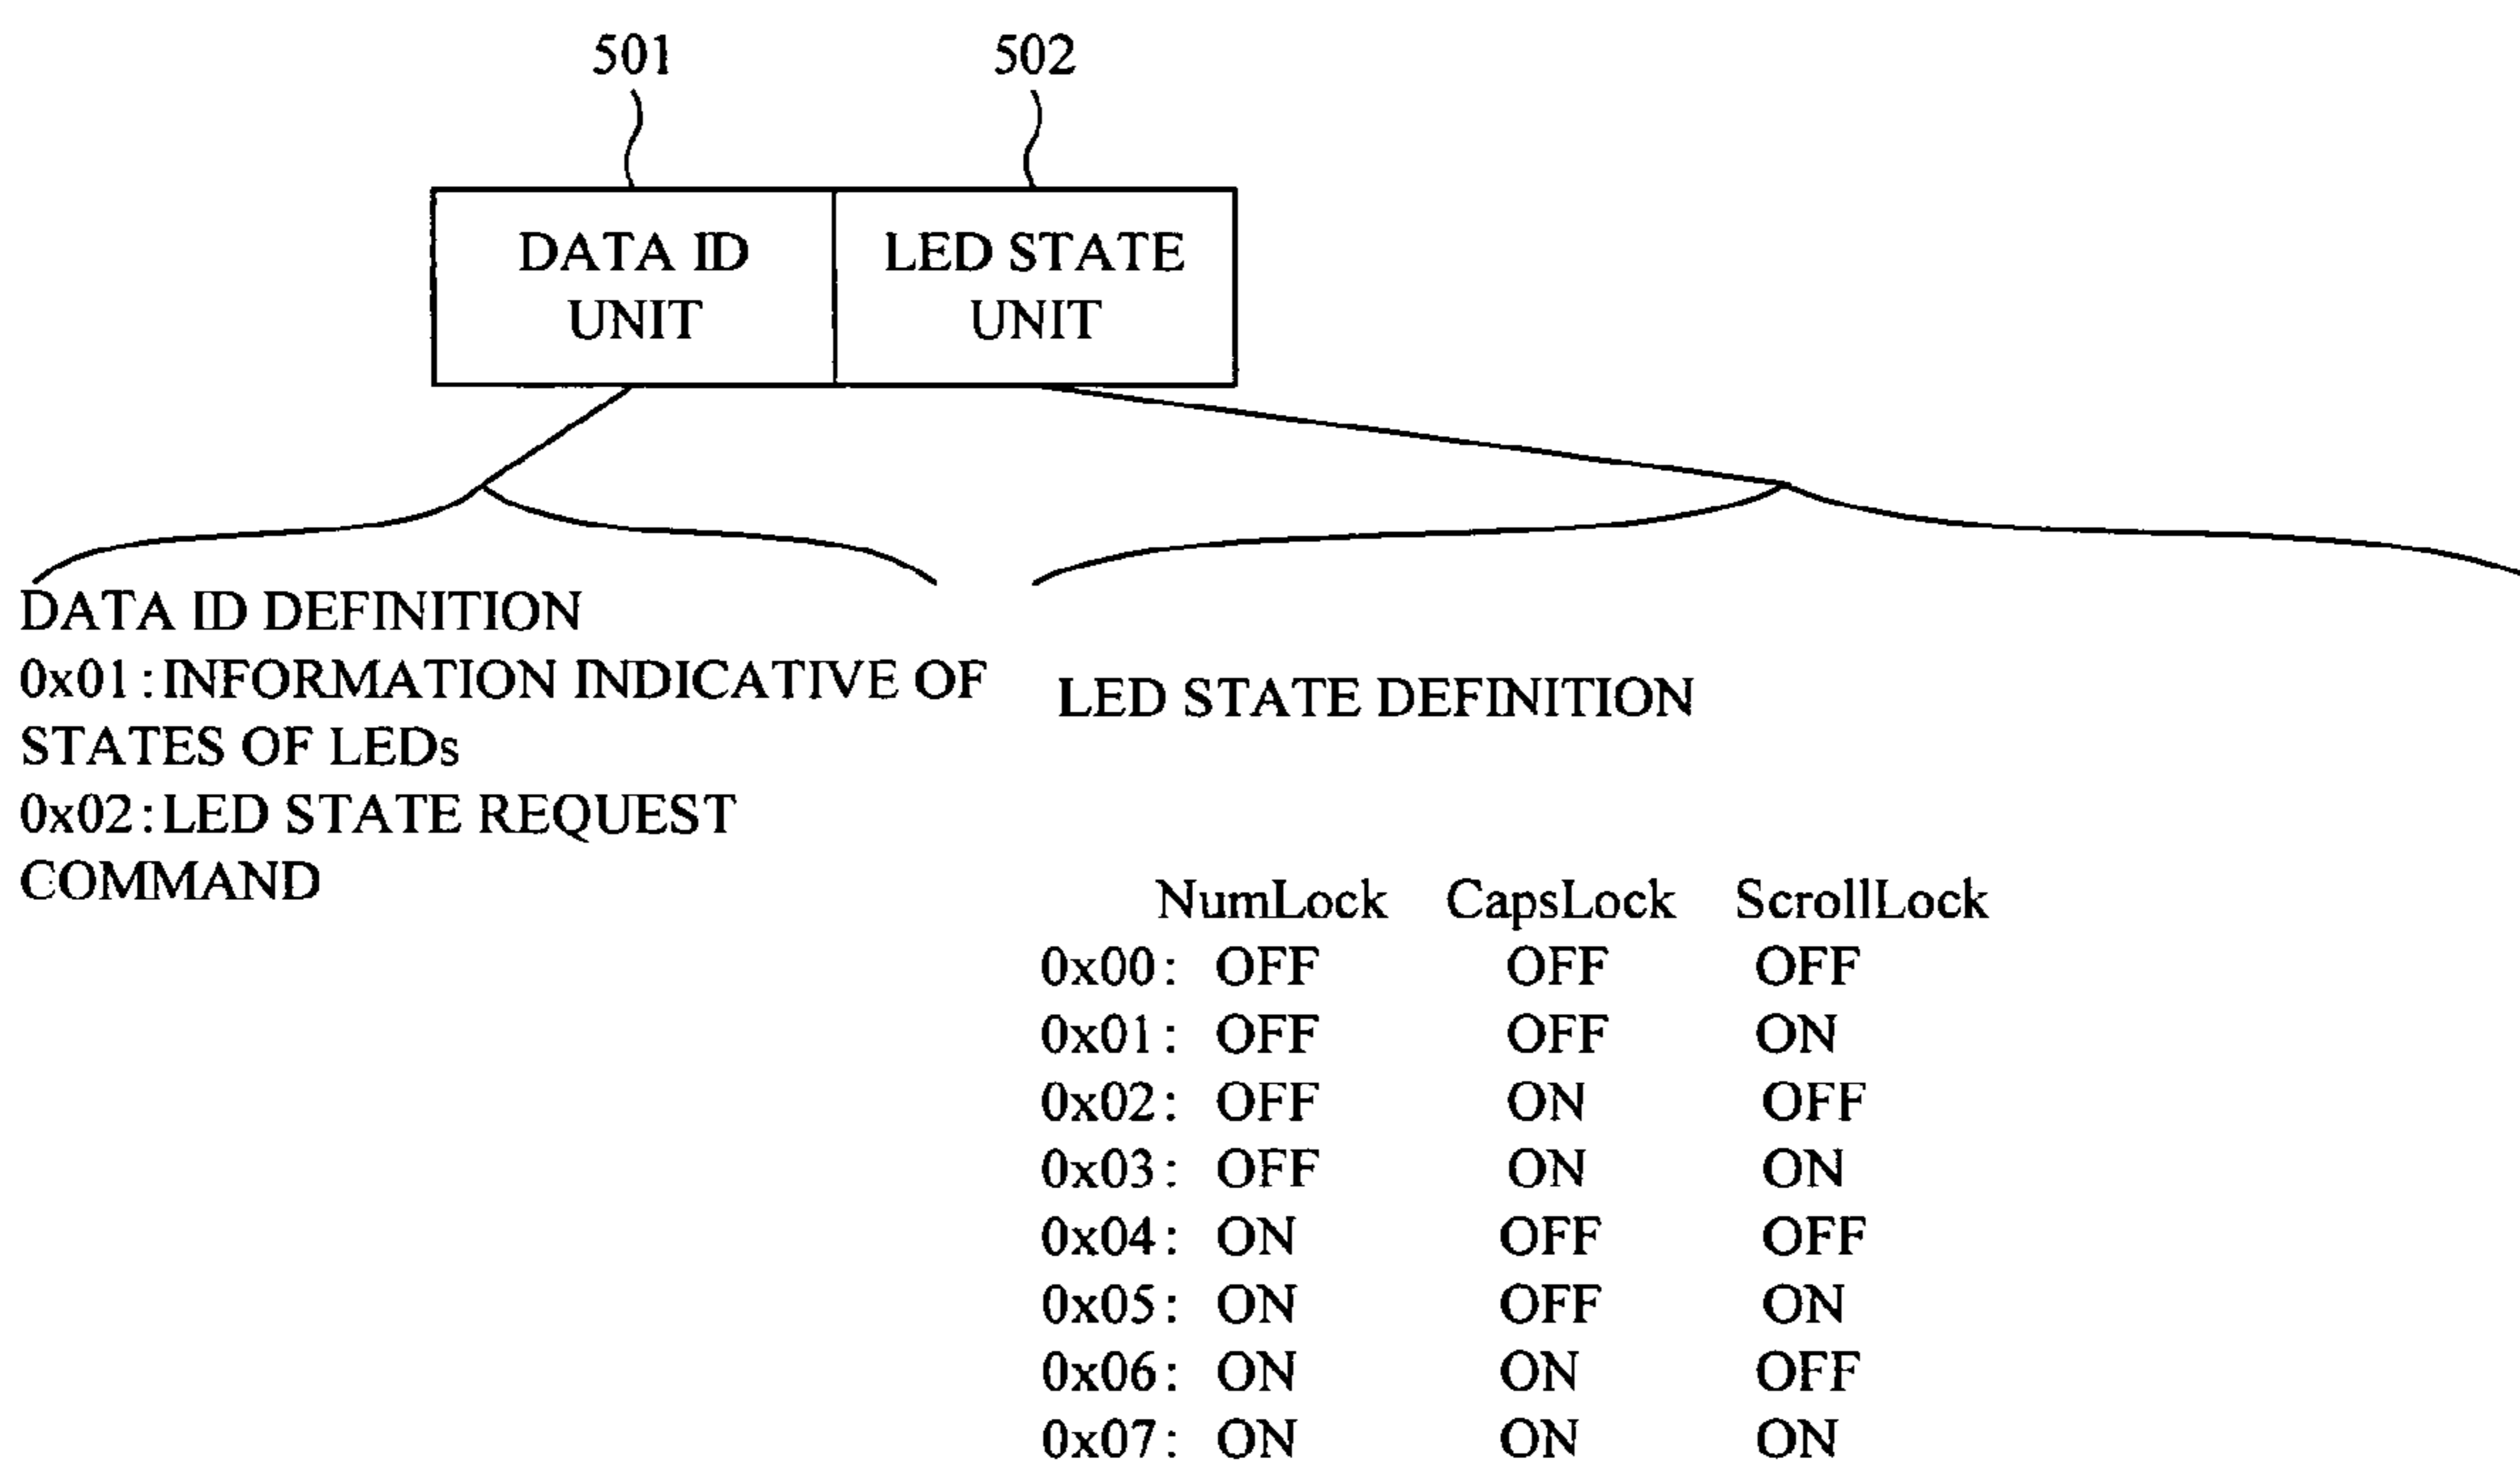 501 502
DATA ID
UNIT
LED STATE
UNIT
DATA ID DEFINITION
0x01 : INFORMATION INDICATIVE OF
STATES OF LEDs
0x02 : LED STATE REQUEST
COMMAND
LED STATE DEFINITION
NumLock CapsLock ScrollLock
0x00 : OFF OFF OFF
0x01 : OFF OFF ON
0x02 : OFF ON OFF
0x03 : OFF ON ON
0x04 : ON OFF OFF
0x05 : ON OFF ON
0x06 : ON ON OFF
0x07 : ON ON ON